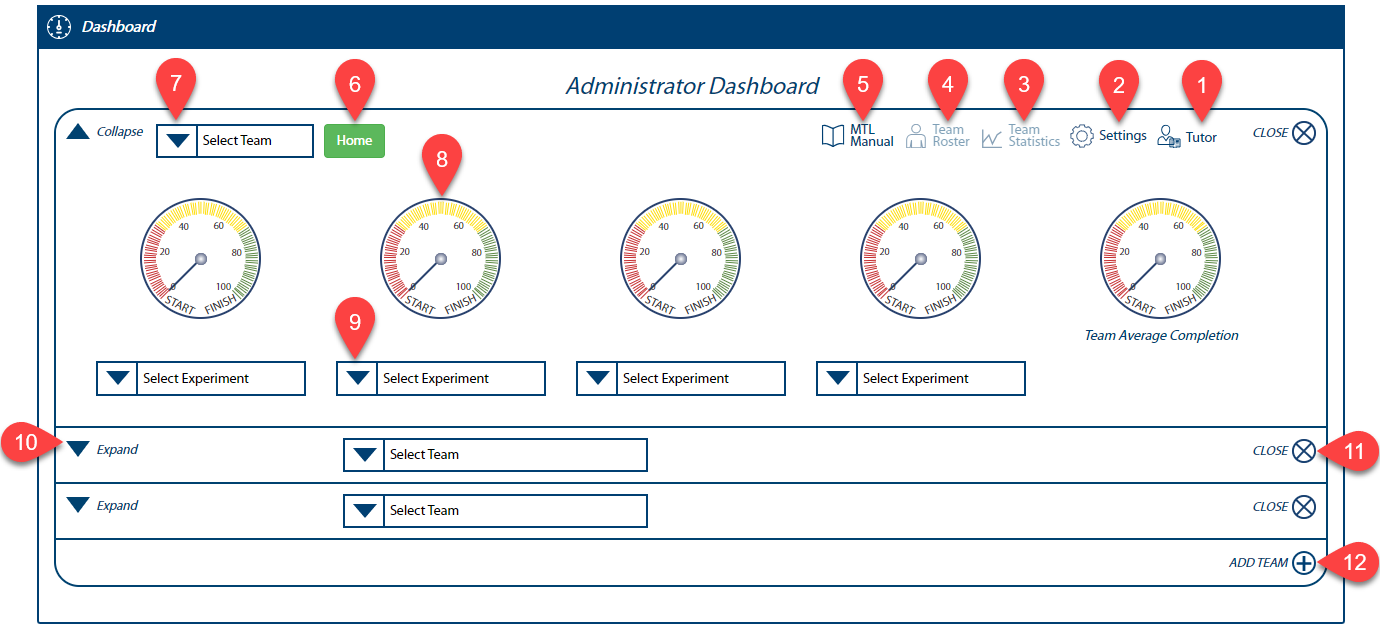 Dashboard
7
6
5
4
3
2
1
Administrator Dashboard
Collapse
Select Team
Home
MTL
Manual
Team
Roster
Team
Statistics
Settings
Tutor
CLOSE
8
0 20 40 60 80 100
START FINISH
0 20 40 60 80 100
START FINISH
0 20 40 60 80 100
START FINISH
0 20 40 60 80 100
START FINISH
0 20 40 60 80 100
START FINISH
Team Average Completion
9
Select Experiment
Select Experiment
Select Experiment
Select Experiment
10
Expand
Select Team
CLOSE
11
Expand
Select Team
CLOSE
ADD TEAM
12